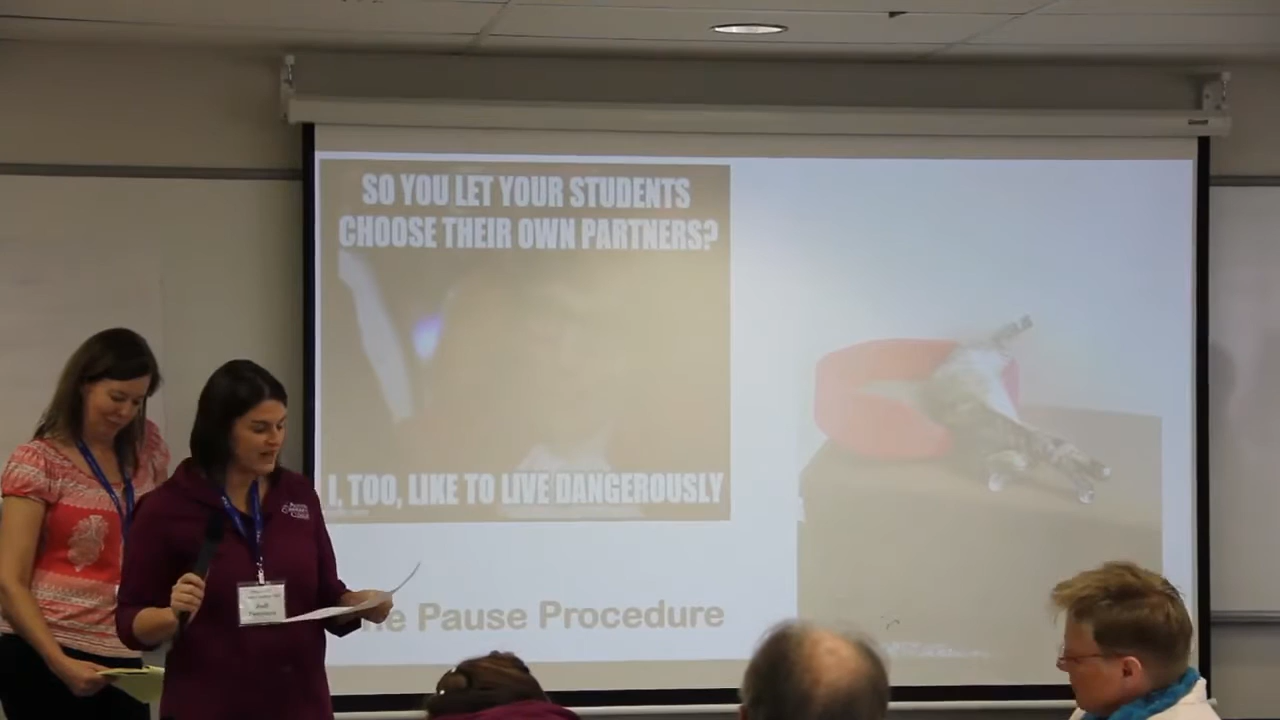 SO YOU LET YOUR STUDENTS
CHOOSE THEIR OWN PARTNERS?
I, TOO, LIKE TO LIVE DANGEROUSLY
Pause Procedure